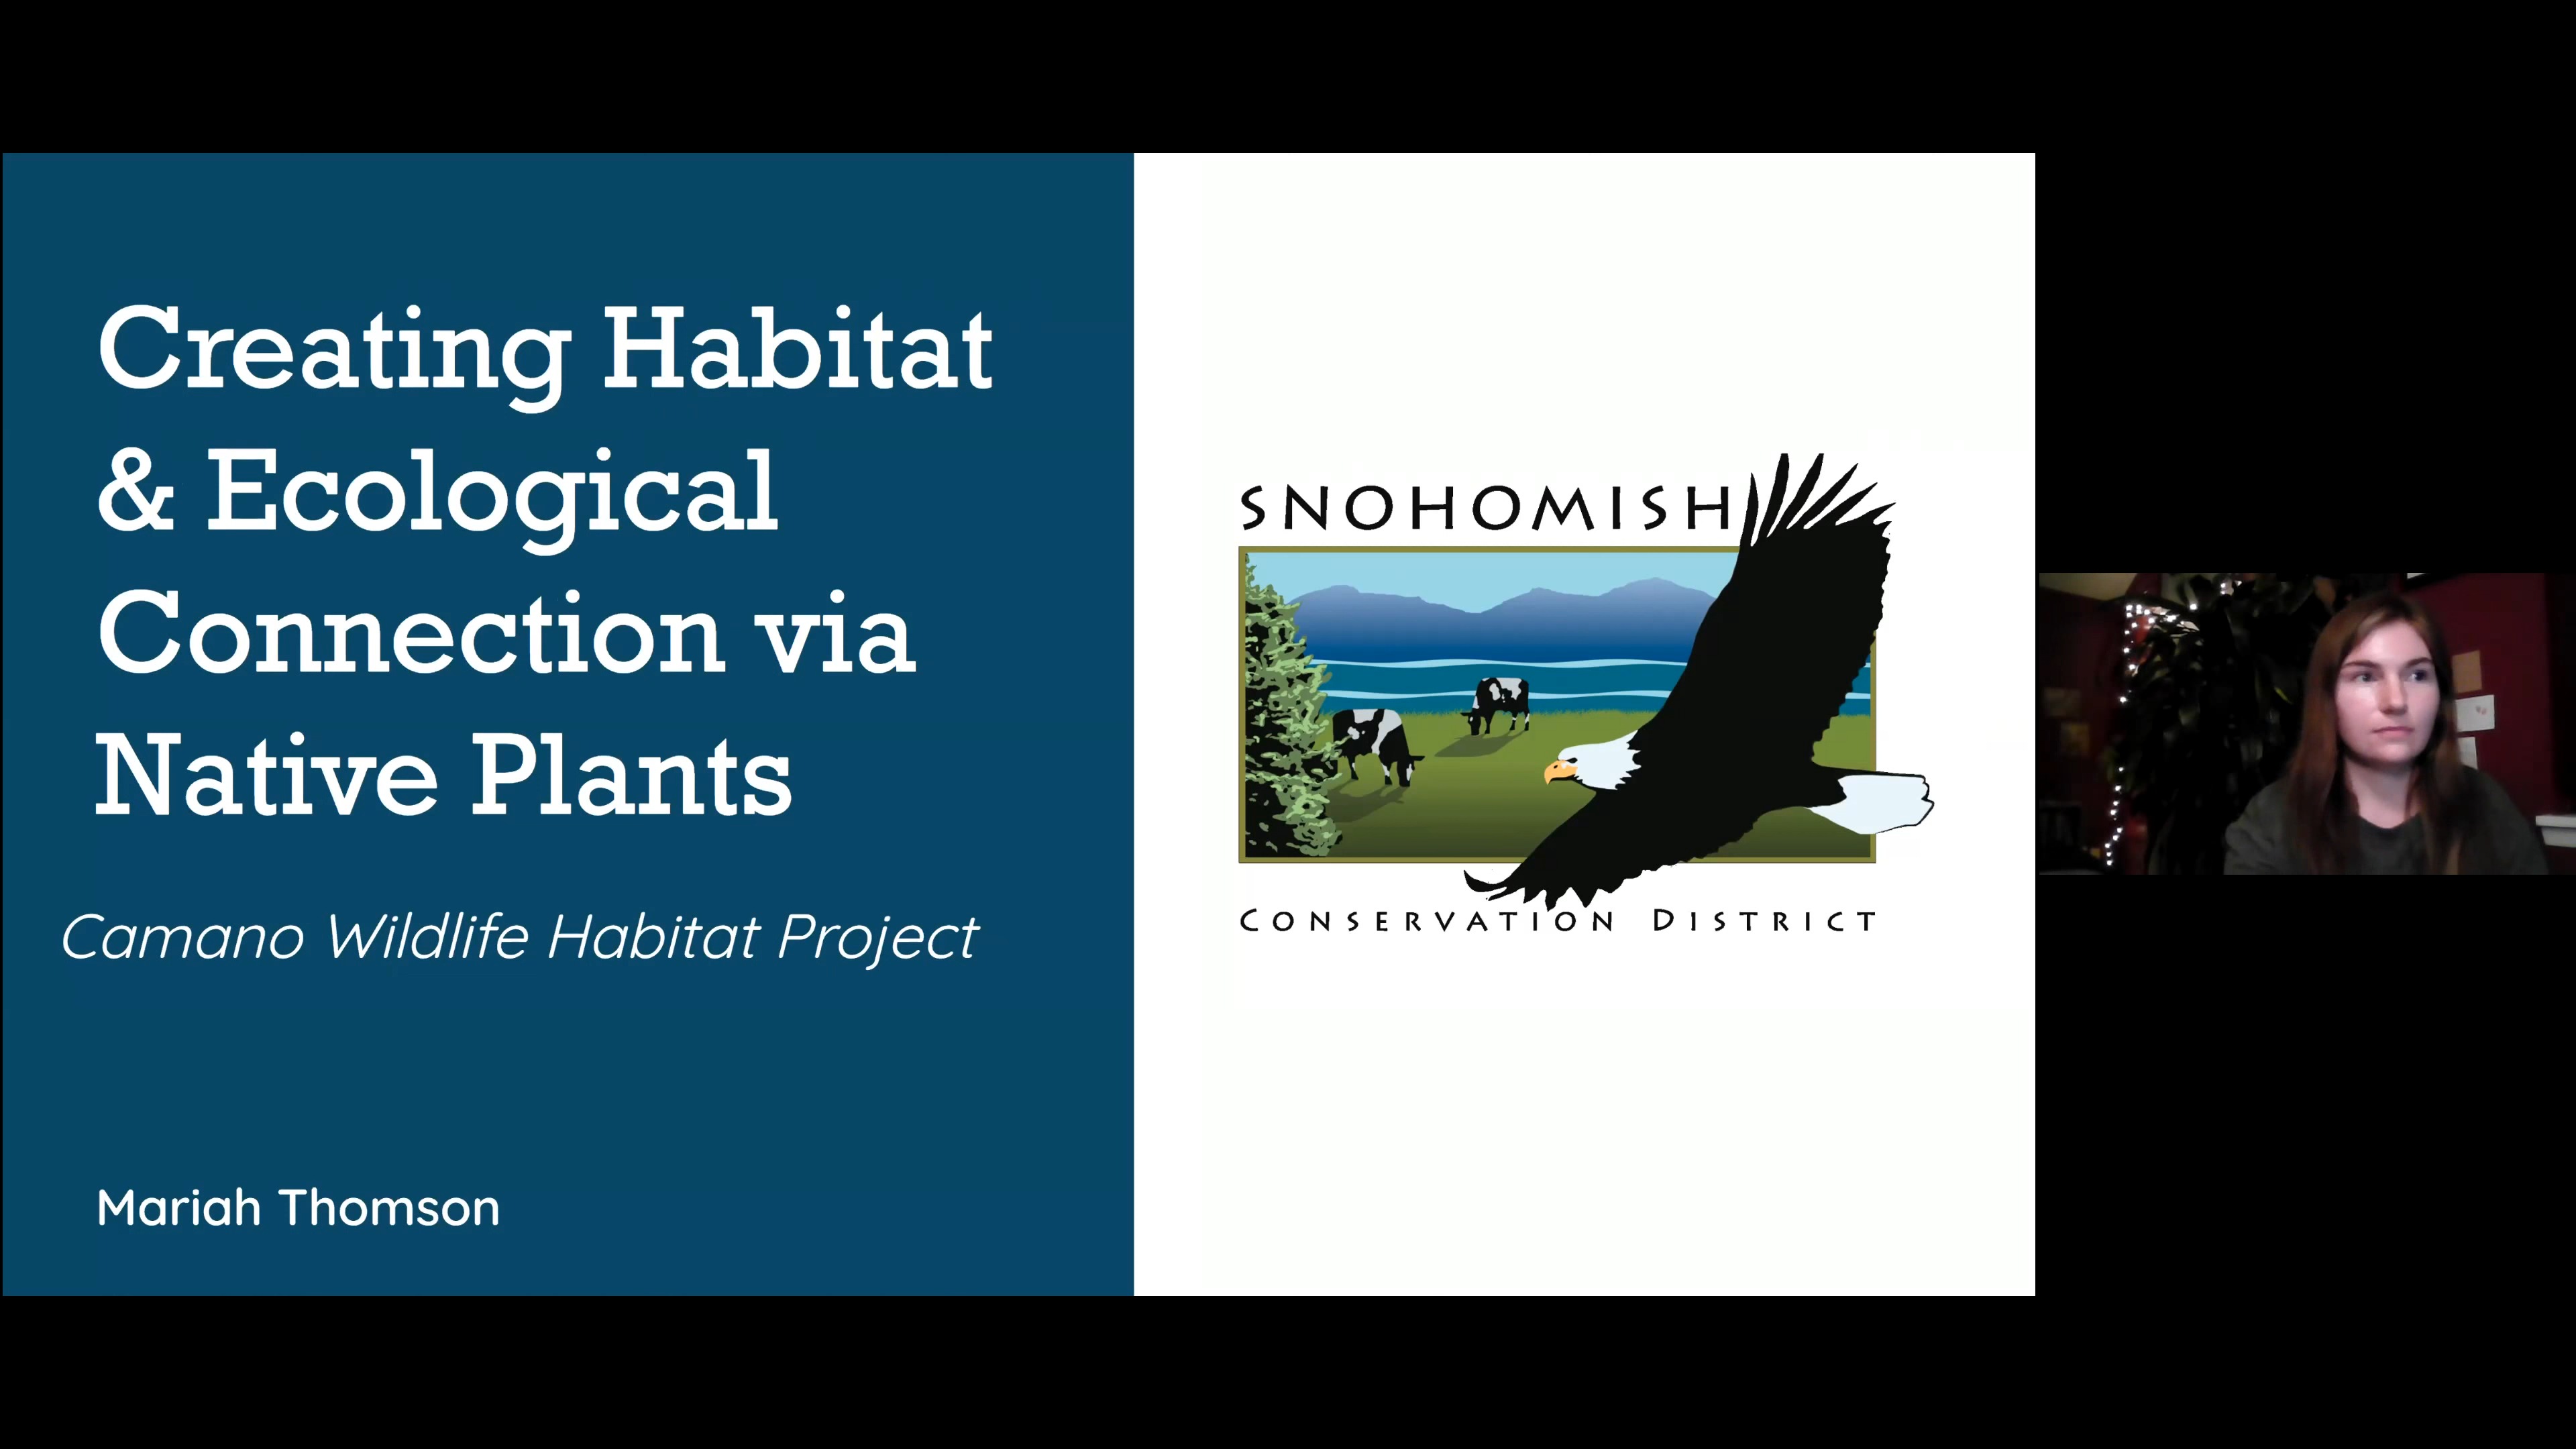 Creating Habitat
& Ecological
Connection via
Native Plants
Camano Wildlife Habitat Project
Mariah Thomson
SNOHOMISH
CONSERVATION DISTRICT